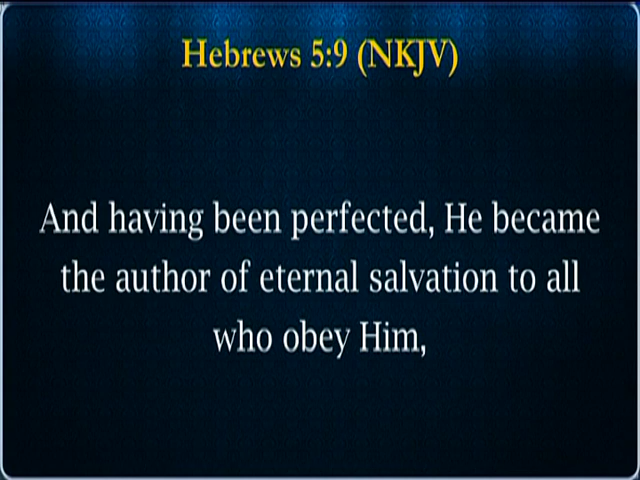 Hebrews 5:9 (NKJV)
And having been perfected, He became
the author of eternal salvation to all
who obey Him,